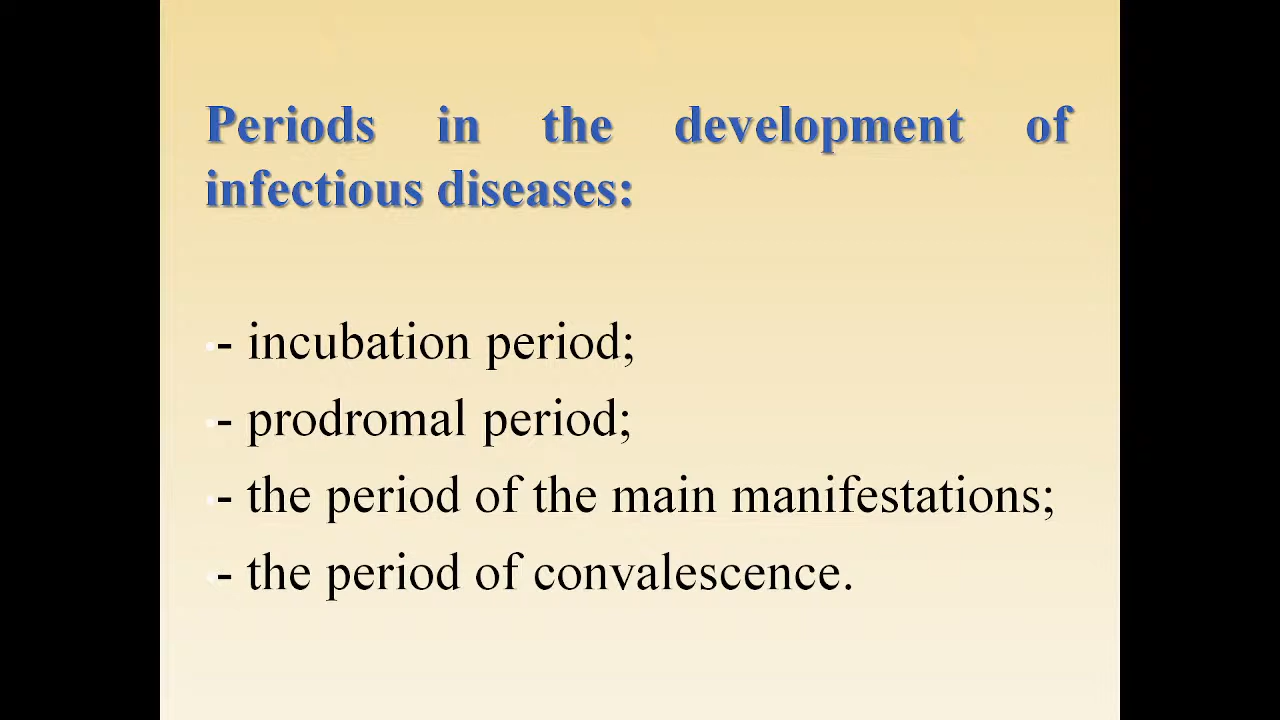 Periods in the development of
infectious diseases:
- incubation period;
- prodromal period;
- the period of the main manifestations;
- the period of convalescence.